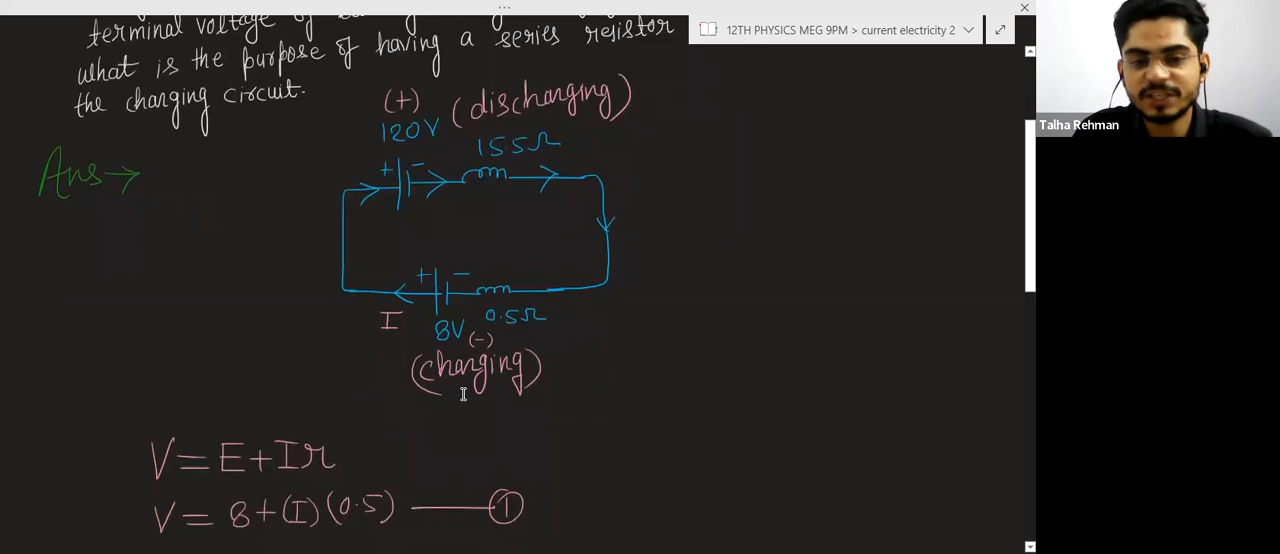 terminal voltage of
what is the purpose of having a series resistor
the charging circuit.
12TH PHYSICS MEG 9PM > current electricity 2
Talha Rehman
(+) (discharging)
120V
15.5Ω
+ -
Ans →
+ -
I
8V
0.5Ω
(-)
(charging)
V = E + Ir
V = 8 + (I) (0.5) ——— ①